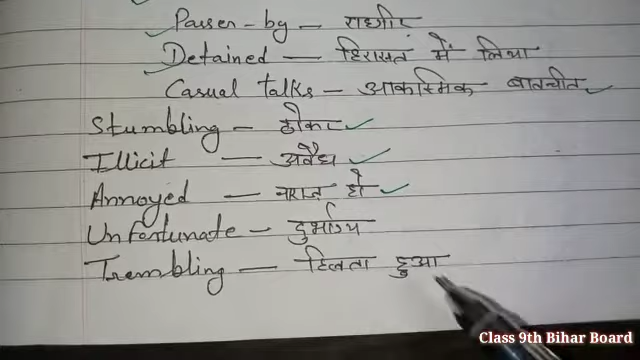 Passer-by – राहगीर
Detained — हिरासत में लिया
Casual talks – आकस्मिक बातचीत
Stumbling – ठोकर
Illicit — अवैध
Annoyed — नाराज हो
Unfortunate – दुर्भाग्य
Trembling — हिलता हुआ
Class 9th Bihar Board